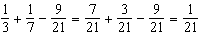 1/3 + 1/7 − 9/21 = 7/21 + 3/21 − 9/21 = 1/21